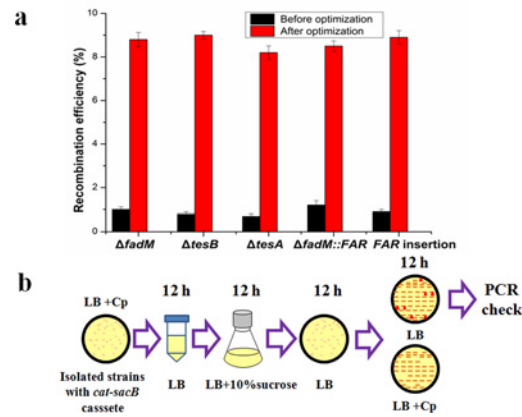 a
Before optimization
After optimization
Recombination efficiency (%)
10
8
6
4
2
0
ΔfadM
ΔtesB
ΔtesA
ΔfadM::FAR
FAR insertion
b
LB +Cp
12 h
12 h
12 h
12 h
Isolated strains
with cat-sacB
casssete
LB
LB+10%sucrose
LB
LB
LB +Cp
PCR
check